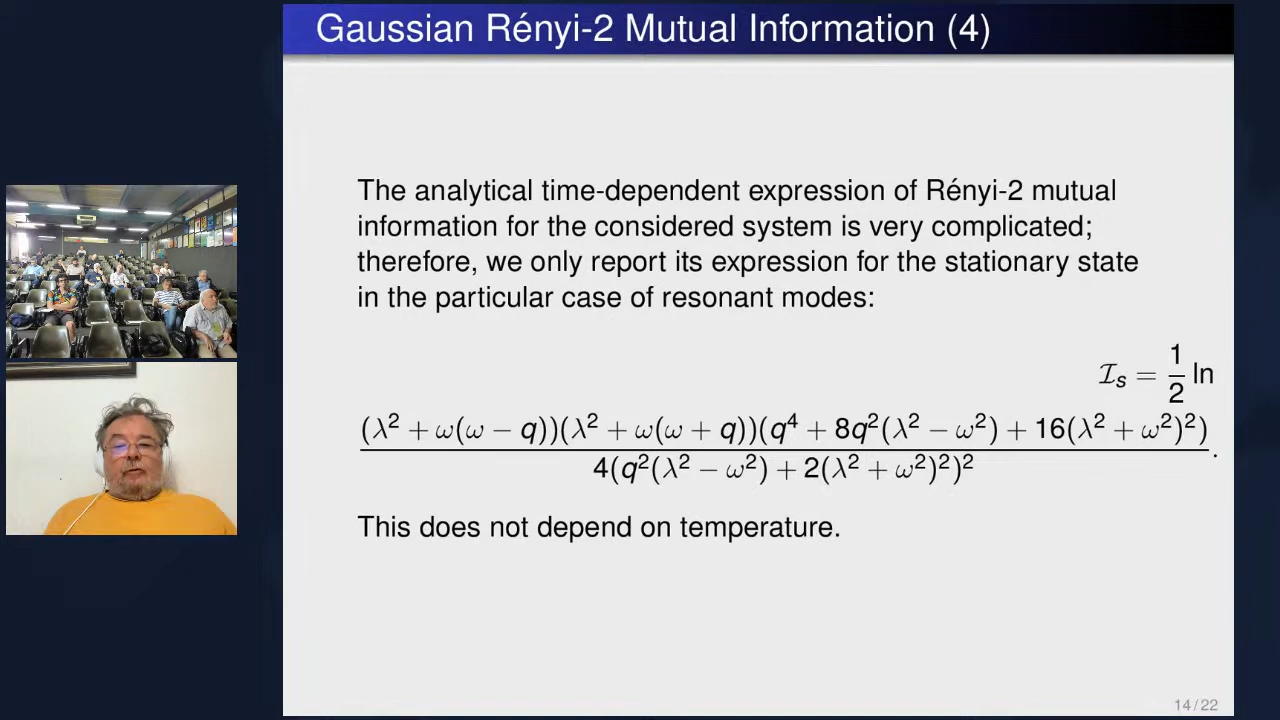 Gaussian Rényi-2 Mutual Information (4)
The analytical time-dependent expression of Rényi-2 mutual
information for the considered system is very complicated;
therefore, we only report its expression for the stationary state
in the particular case of resonant modes:
ℐₛ = 1/2 ln
(λ² + ω(ω − q))(λ² + ω(ω + q))(q⁴ + 8q²(λ² − ω²) + 16(λ² + ω²)²)
4(q²(λ² − ω²) + 2(λ² + ω²)²)² .
This does not depend on temperature.
14/22